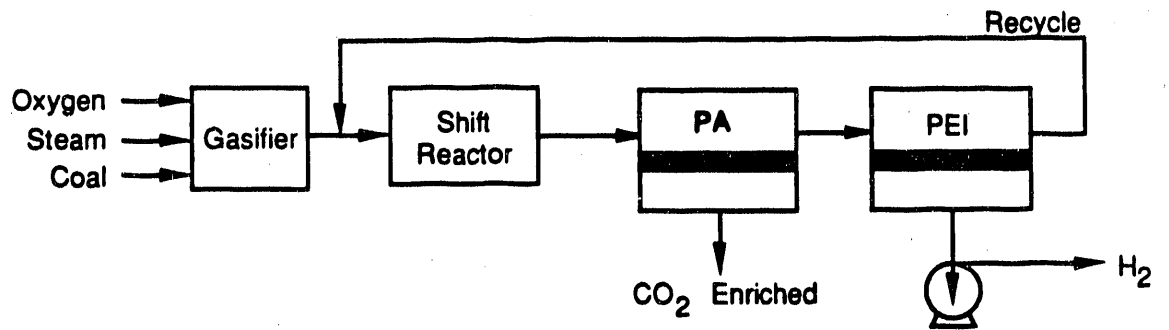 Recycle
Oxygen
Steam
Coal
Gasifier
Shift
Reactor
PA
PEI
CO2 Enriched
H2